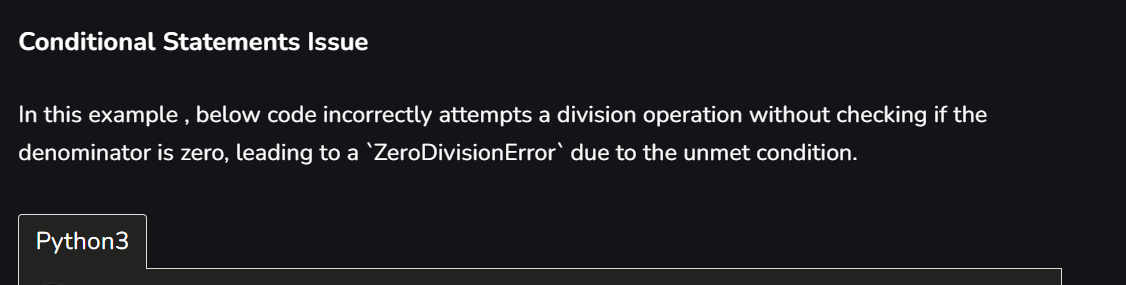 Conditional Statements Issue
In this example , below code incorrectly attempts a division operation without checking if the
denominator is zero, leading to a `ZeroDivisionError` due to the unmet condition.
Python3